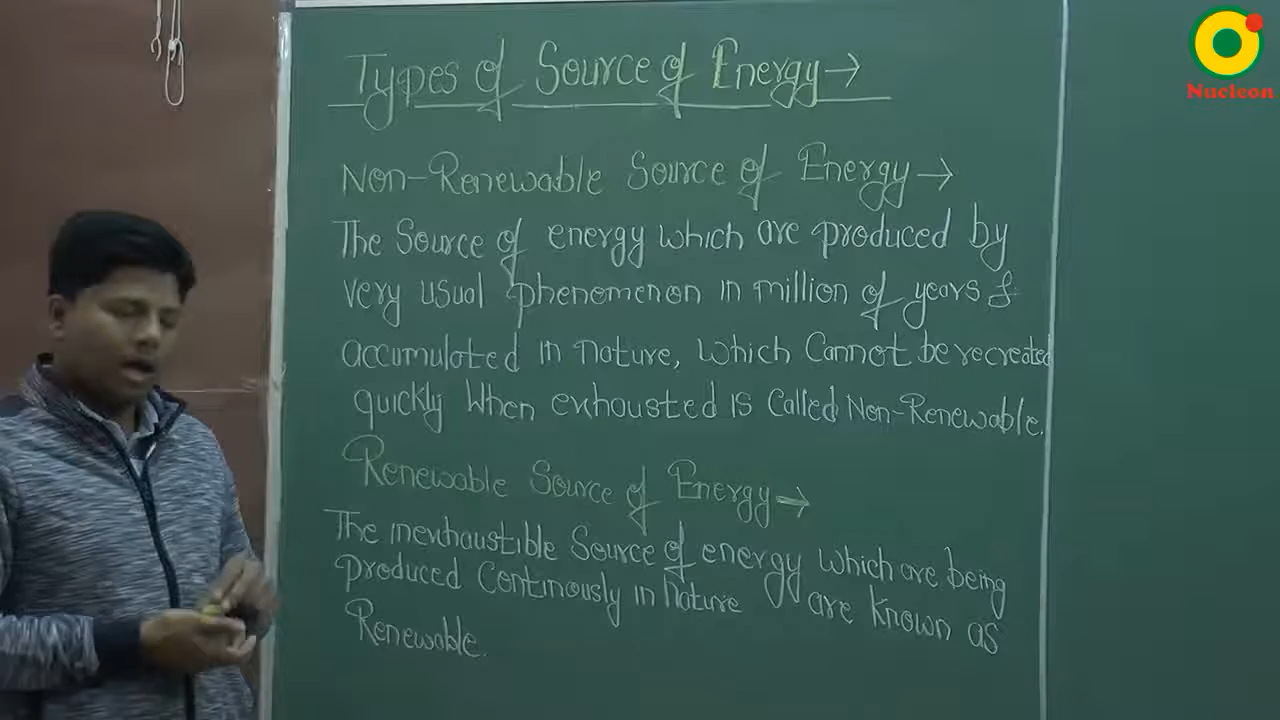 Types of Source of Energy→
Non-Renewable Source of Energy→
The Source of energy which are produced by
very usual phenomenon in million of years &
accumulated in nature, which Cannot be recreated
quickly When exhausted is Called Non-Renewable.
Renewable Source of Energy→
The inexhaustible Source of energy which are being
produced Continously in Nature are known as
Renewable.
Nucleon